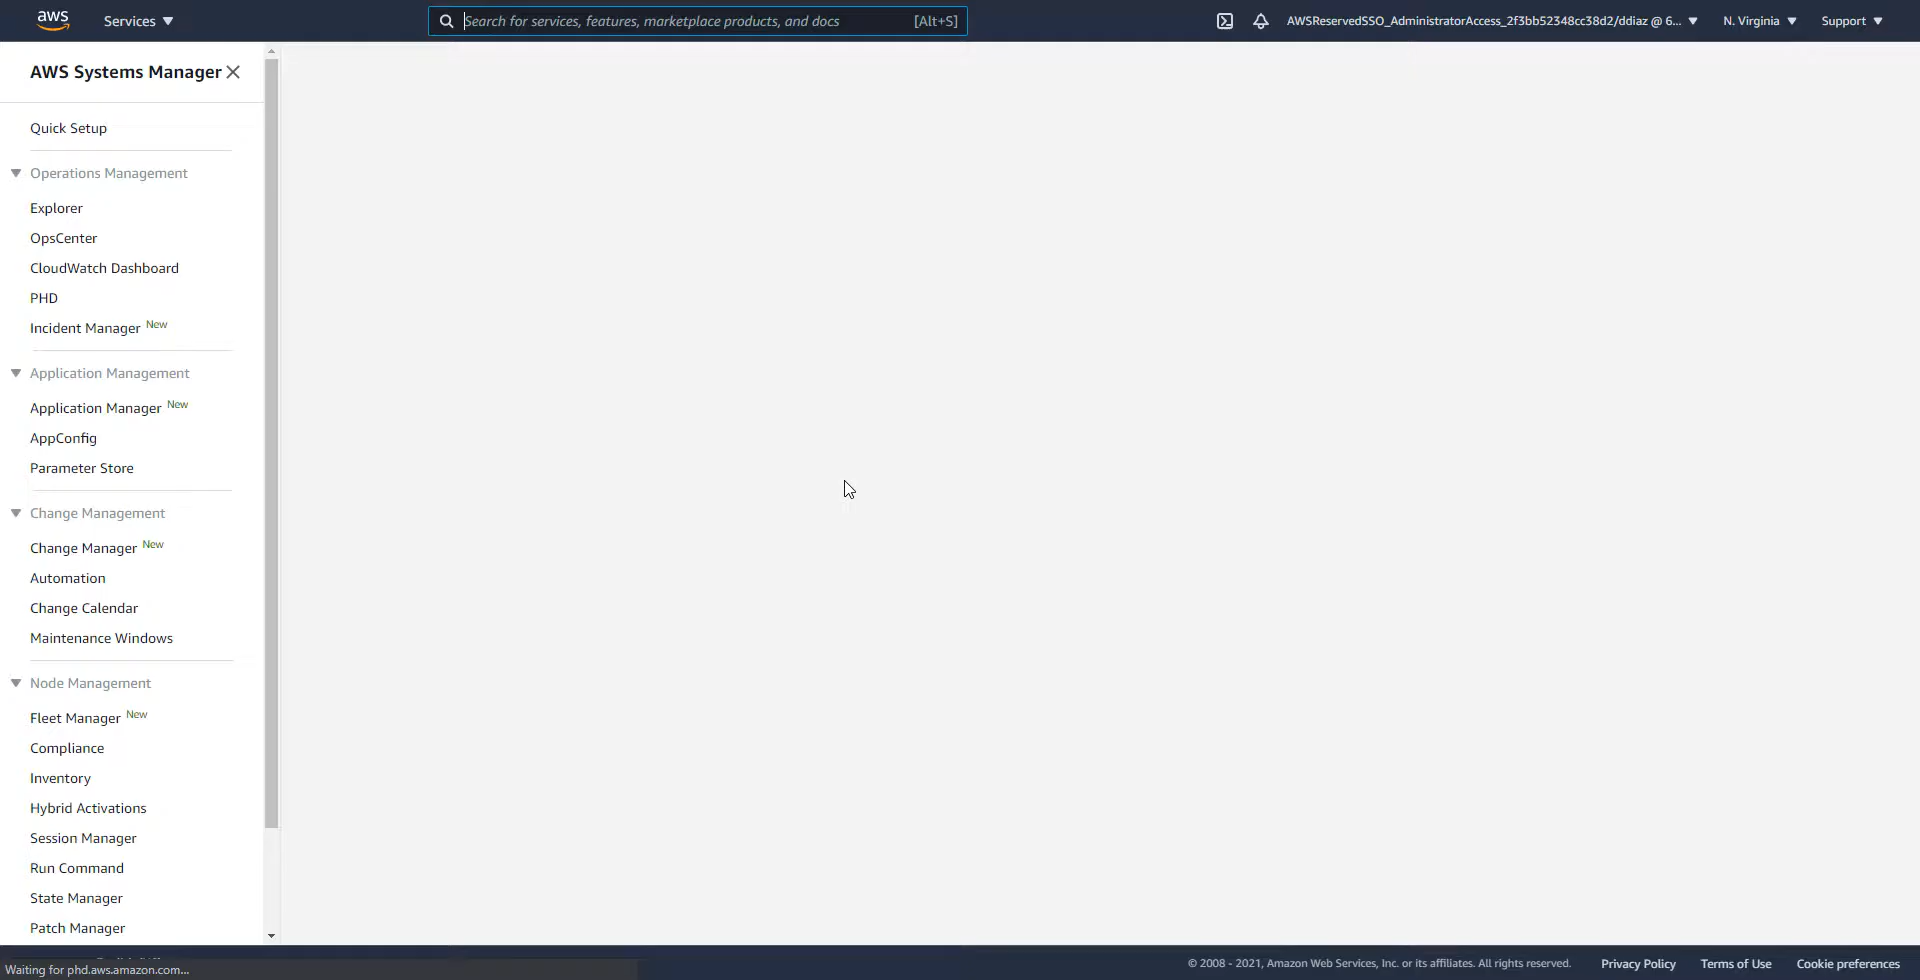 aws
Services
Search for services, features, marketplace products, and docs [Alt+S]
AWSReservedSSO_AdministratorAccess_2f3bb52348cc38d2/ddiaz @ 6...
N. Virginia
Support
AWS Systems Manager
Quick Setup
Operations Management
Explorer
OpsCenter
CloudWatch Dashboard
PHD
Incident Manager New
Application Management
Application Manager New
AppConfig
Parameter Store
Change Management
Change Manager New
Automation
Change Calendar
Maintenance Windows
Node Management
Fleet Manager New
Compliance
Inventory
Hybrid Activations
Session Manager
Run Command
State Manager
Patch Manager
Waiting for phd.aws.amazon.com...
© 2008 - 2021, Amazon Web Services, Inc. or its affiliates. All rights reserved.
Privacy Policy
Terms of Use
Cookie preferences